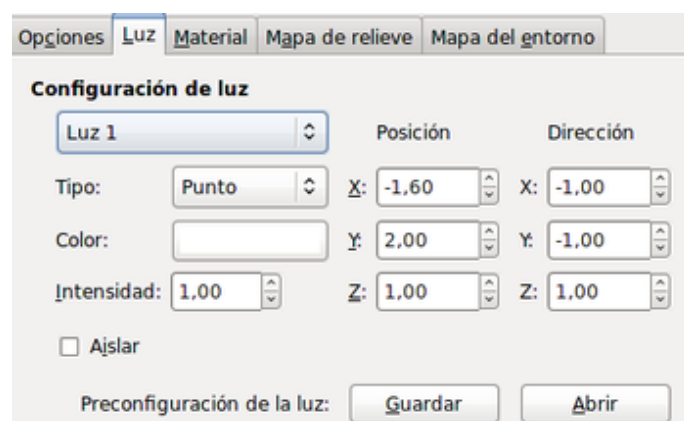 Opciones Luz Material Mapa de relieve Mapa del entorno
Configuración de luz
Luz 1 Posición Dirección
Tipo: Punto X: -1,60 X: -1,00
Color: Y: 2,00 Y: -1,00
Intensidad: 1,00 Z: 1,00 Z: 1,00
Aislar
Preconfiguración de la luz: Guardar Abrir